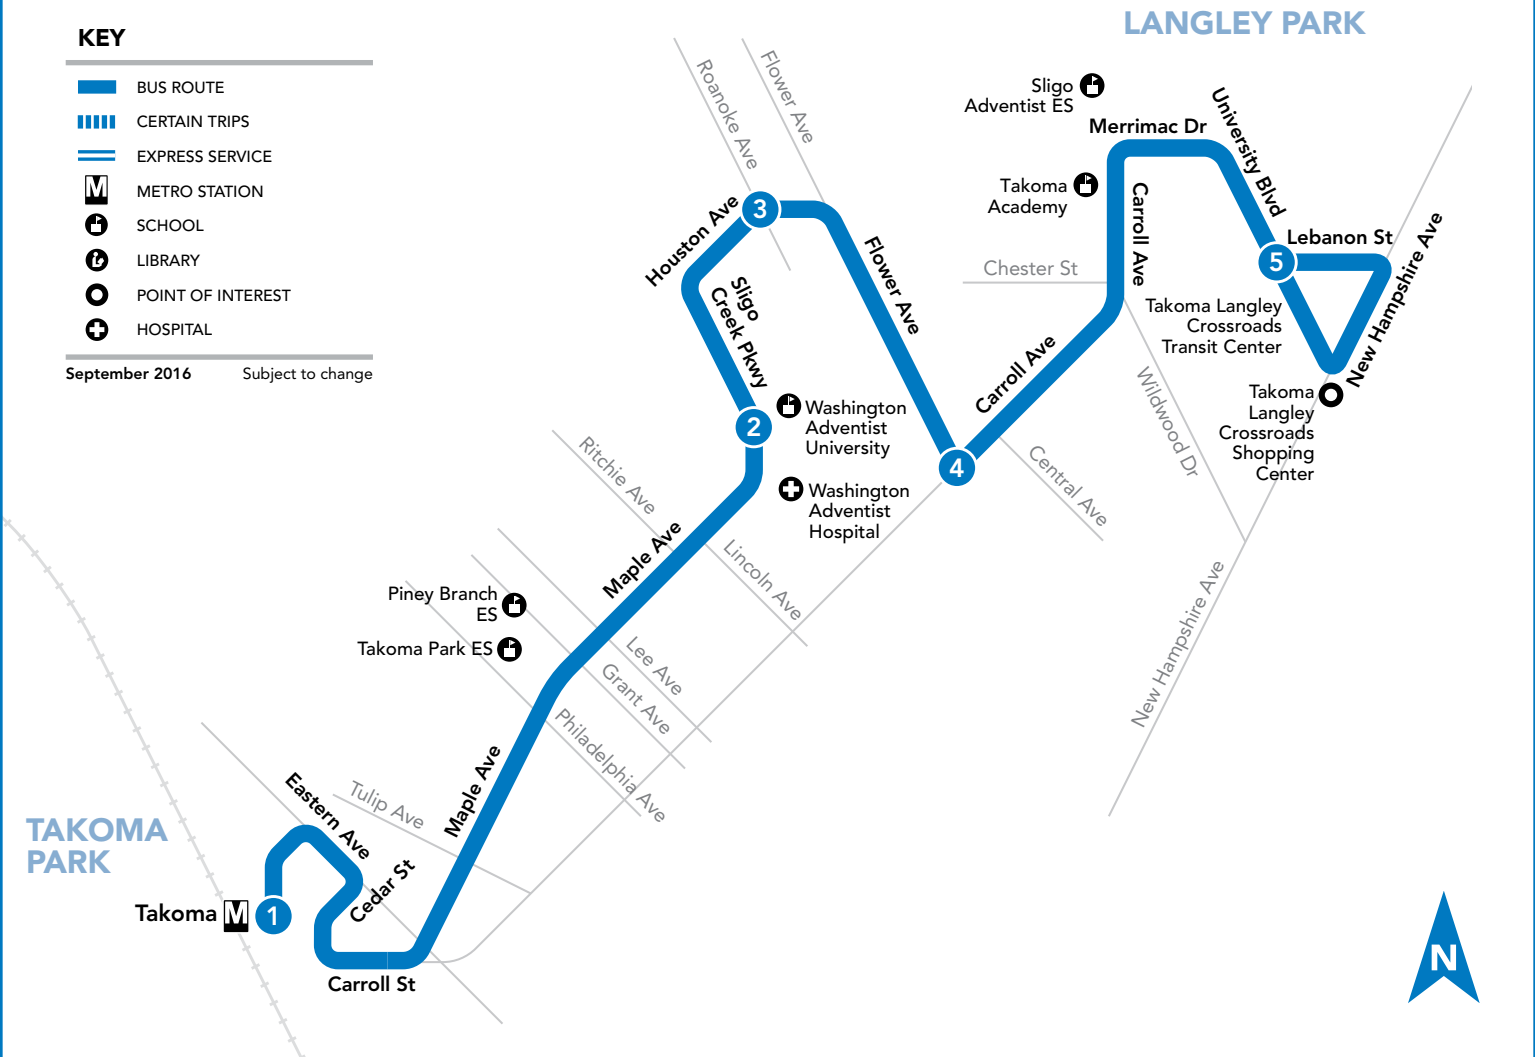 LANGLEY PARK
KEY
BUS ROUTE
CERTAIN TRIPS
EXPRESS SERVICE
M METRO STATION
SCHOOL
LIBRARY
POINT OF INTEREST
HOSPITAL
September 2016 Subject to change
Roanoke Ave
Flower Ave
Sligo
Adventist ES
Merrimac Dr
University Blvd
Takoma
Academy
Carroll Ave
Houston Ave
3
Flower Ave
Lebanon St
5
New Hampshire Ave
Chester St
Sligo
Creek Pkwy
Takoma Langley
Crossroads
Transit Center
Carroll Ave
Wildwood Dr
Takoma
Langley
Crossroads
Shopping
Center
2
Washington
Adventist
University
4
Ritchie Ave
Central Ave
Washington
Adventist
Hospital
Maple Ave
Lincoln Ave
Piney Branch
ES
Takoma Park ES
Lee Ave
Grant Ave
New Hampshire Ave
Philadelphia Ave
Maple Ave
Tulip Ave
Eastern Ave
TAKOMA
PARK
Cedar St
Takoma M 1
Carroll St
N